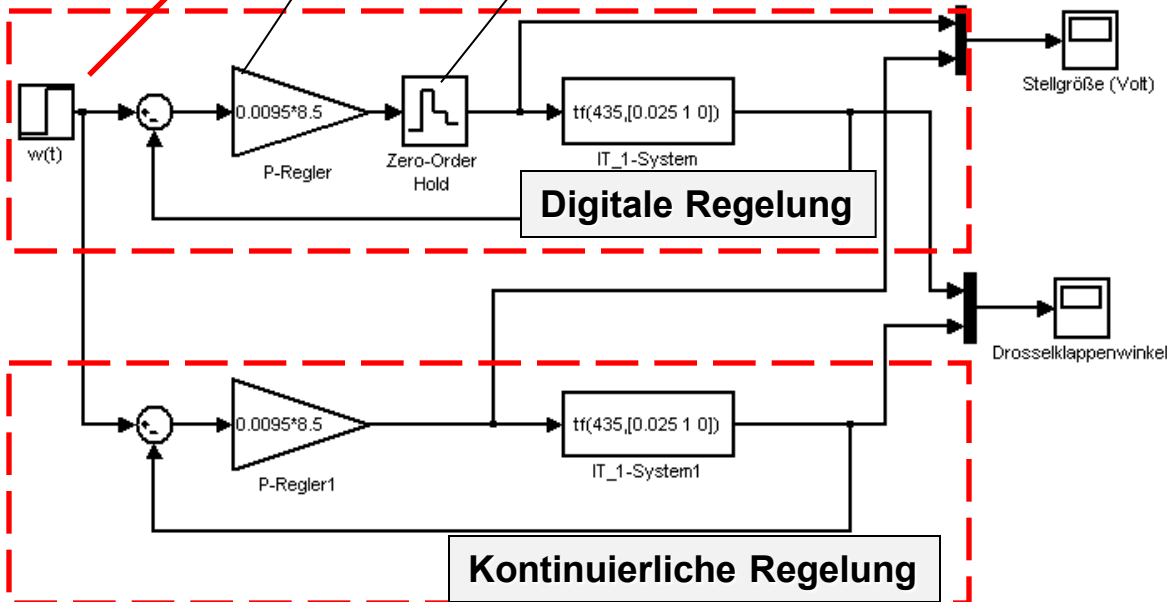 Stellgröße (Volt)
w(t)
0.0095*8.5
P-Regler
Zero-Order
Hold
tf(435,[0.025 1 0])
IT_1-System
Digitale Regelung
Drosselklappenwinkel
0.0095*8.5
P-Regler1
tf(435,[0.025 1 0])
IT_1-System1
Kontinuierliche Regelung